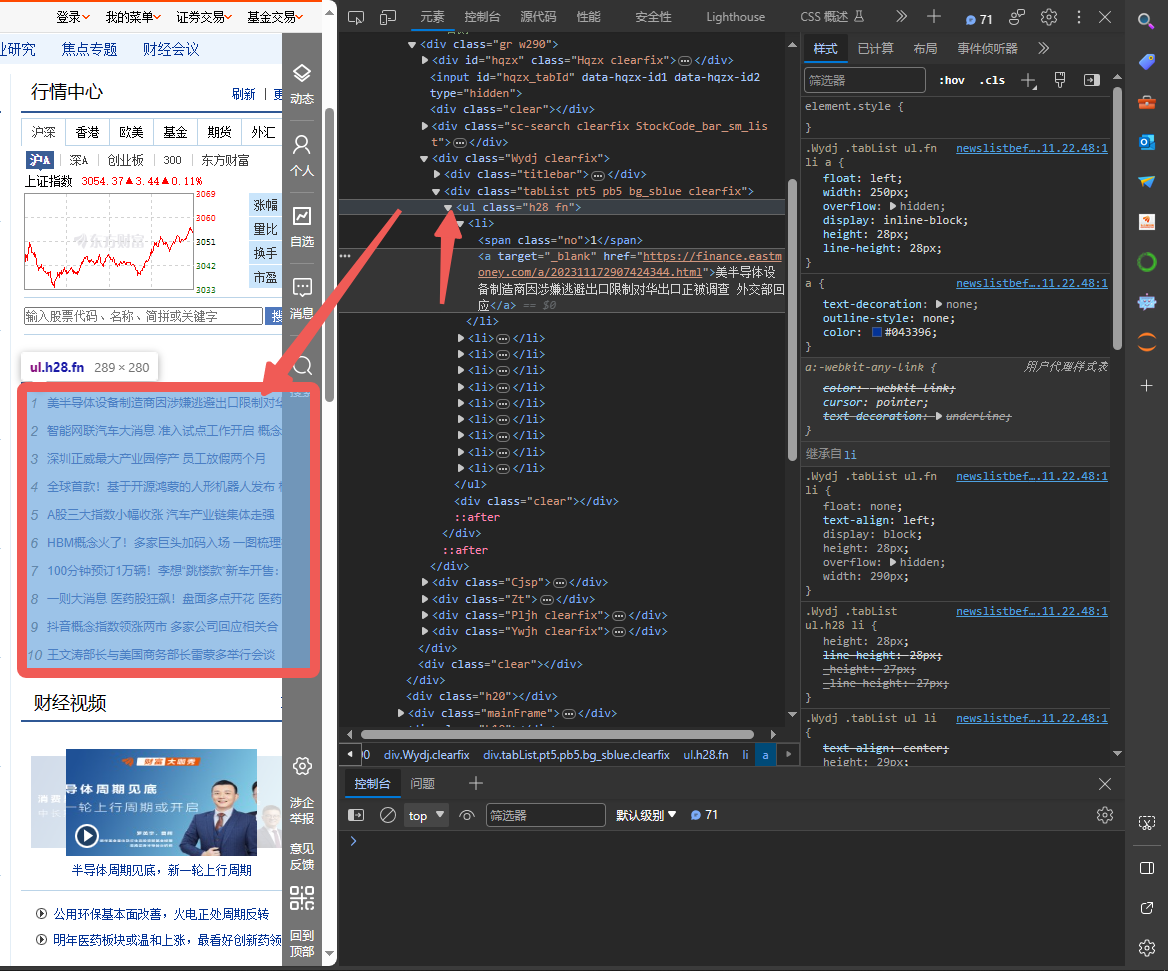 登录 我的菜单 证券交易 基金交易
业研究 焦点专题 财经会议
行情中心 刷新 | 更
沪深 香港 欧美 基金 期货 外汇
沪A 深A 创业板 300 东方财富
上证指数 3054.37▲3.44▲0.11%
3069
3060
3051
3042
3033
东方财富
涨幅
量比
换手
市盈
输入股票代码、名称、简拼或关键字
搜
ul.h28.fn 289 × 280
1 美半导体设备制造商因涉嫌逃避出口限制对华
2 智能网联汽车大消息 准入试点工作开启 概念
3 深圳正威最大产业园停产 员工放假两个月
4 全球首款！基于开源鸿蒙的人形机器人发布
5 A股三大指数小幅收涨 汽车产业链集体走强
6 HBM概念火了！多家巨头加码入场 一图梳理
7 100分钟预订1万辆！李想“跳楼款”新车开售：
8 一则大消息 医药股狂飙！盘面多点开花 医药
9 抖音概念指数领涨两市 多家公司回应相关合
10 王文涛部长与美国商务部长雷蒙多举行会谈
财经视频
财富大咖秀
体周期见底
一轮上行周期或开启
半导体周期见底，新一轮上行周期
公用环保基本面改善，火电正处周期反转
明年医药板块或温和上涨，最看好创新药领
动态
个人
自选
消息
涉企
举报
意见
反馈
回到
顶部
元素 控制台 源代码 性能 安全性 Lighthouse CSS 概述 71
<div class="gr w290">
<div id="hqzx" class="Hqzx clearfix">…</div>
<input id="hqzx_tabId" data-hqzx-id1 data-hqzx-id2
type="hidden">
<div class="clear"></div>
<div class="sc-search clearfix StockCode_bar_sm_lis
t">…</div>
<div class="Wydj clearfix">
<div class="titlebar">…</div>
<div class="tabList pt5 pb5 bg_sblue clearfix">
<ul class="h28 fn">
<li>
<span class="no">1</span>
<a target="_blank" href="https://finance.eastm
oney.com/a/202311172907424344.html">美半导体设
备制造商因涉嫌逃避出口限制对华出口正被调查 外交部回
应</a> == $0
</li>
<li>…</li>
<li>…</li>
<li>…</li>
<li>…</li>
<li>…</li>
<li>…</li>
<li>…</li>
<li>…</li>
<li>…</li>
</ul>
<div class="clear"></div>
::after
</div>
::after
</div>
<div class="Cjsp">…</div>
<div class="Zt">…</div>
<div class="Pljh clearfix">…</div>
<div class="Ywjh clearfix">…</div>
</div>
<div class="clear"></div>
</div>
<div class="h20"></div>
<div class="mainFrame">…</div>
div.Wydj.clearfix div.tabList.pt5.pb5.bg_sblue.clearfix ul.h28.fn li a
样式 已计算 布局 事件侦听器
筛选器 :hov .cls
element.style {
}
.Wydj .tabList ul.fn newslistbef….11.22.48:1
li a {
float: left;
width: 250px;
overflow: hidden;
display: inline-block;
height: 28px;
line-height: 28px;
}
a { newslistbef….11.22.48:1
text-decoration: none;
outline-style: none;
color: #043396;
}
a:-webkit-any-link { 用户代理样式表
color: -webkit-link;
cursor: pointer;
text-decoration: underline;
}
继承自 li
.Wydj .tabList ul.fn newslistbef….11.22.48:1
li {
float: none;
text-align: left;
display: block;
height: 28px;
overflow: hidden;
width: 290px;
}
.Wydj .tabList newslistbef….11.22.48:1
ul.h28 li {
height: 28px;
line-height: 28px;
_height: 27px;
_line-height: 27px;
}
.Wydj .tabList ul li newslistbef….11.22.48:1
{
text-align: center;
height: 29px;
控制台 问题
top 筛选器 默认级别 71